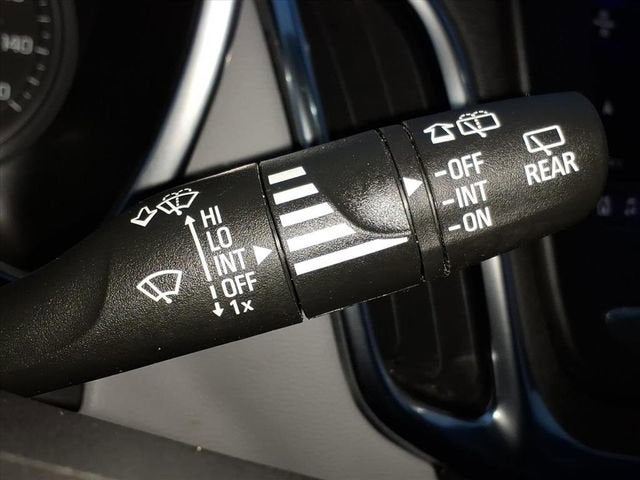 HI
LO
INT
OFF
1x
-OFF
-INT
-ON
REAR
140